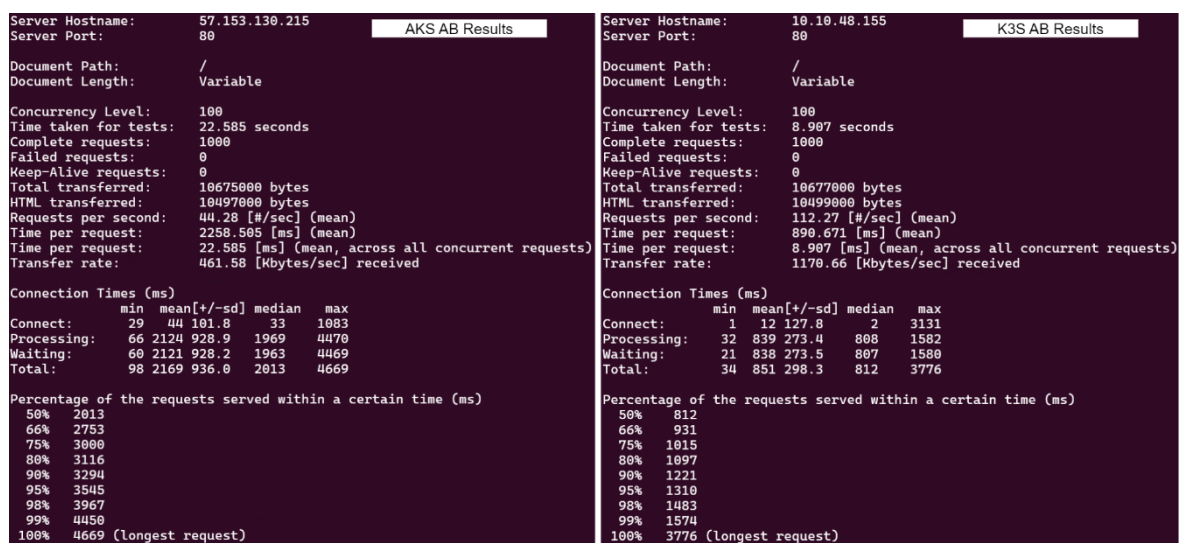 Server Hostname: 57.153.130.215
Server Port: 80
AKS AB Results
Document Path: /
Document Length: Variable
Concurrency Level: 100
Time taken for tests: 22.585 seconds
Complete requests: 1000
Failed requests: 0
Keep-Alive requests: 0
Total transferred: 10675000 bytes
HTML transferred: 10497000 bytes
Requests per second: 44.28 [#/sec] (mean)
Time per request: 2258.505 [ms] (mean)
Time per request: 22.585 [ms] (mean, across all concurrent requests)
Transfer rate: 461.58 [Kbytes/sec] received
Connection Times (ms)
min mean[+/-sd] median max
Connect: 29 44 101.8 33 1083
Processing: 66 2124 928.9 1969 4470
Waiting: 60 2121 928.2 1963 4469
Total: 98 2169 936.0 2013 4669
Percentage of the requests served within a certain time (ms)
50% 2013
66% 2753
75% 3000
80% 3116
90% 3294
95% 3545
98% 3967
99% 4450
100% 4669 (longest request)
Server Hostname: 10.10.48.155
Server Port: 80
K3S AB Results
Document Path: /
Document Length: Variable
Concurrency Level: 100
Time taken for tests: 8.907 seconds
Complete requests: 1000
Failed requests: 0
Keep-Alive requests: 0
Total transferred: 10677000 bytes
HTML transferred: 10499000 bytes
Requests per second: 112.27 [#/sec] (mean)
Time per request: 890.671 [ms] (mean)
Time per request: 8.907 [ms] (mean, across all concurrent requests)
Transfer rate: 1170.66 [Kbytes/sec] received
Connection Times (ms)
min mean[+/-sd] median max
Connect: 1 12 127.8 2 3131
Processing: 32 839 273.4 808 1582
Waiting: 21 838 273.5 807 1580
Total: 34 851 298.3 812 3776
Percentage of the requests served within a certain time (ms)
50% 812
66% 931
75% 1015
80% 1097
90% 1221
95% 1310
98% 1483
99% 1574
100% 3776 (longest request)